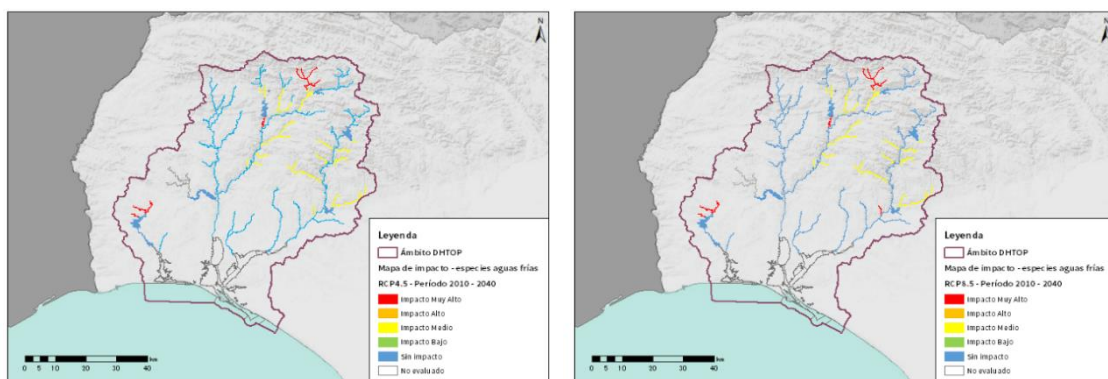 N
Leyenda
Ámbito DHTOP
Mapa de impacto - especies aguas frías
RCP4.5 - Período 2010 - 2040
Impacto Muy Alto
Impacto Alto
Impacto Medio
Impacto Bajo
Sin impacto
No evaluado
0 5 10 20 30 40
km
N
Leyenda
Ámbito DHTOP
Mapa de impacto - especies aguas frías
RCP8.5 - Período 2010 - 2040
Impacto Muy Alto
Impacto Alto
Impacto Medio
Impacto Bajo
Sin impacto
No evaluado
0 5 10 20 30 40
km